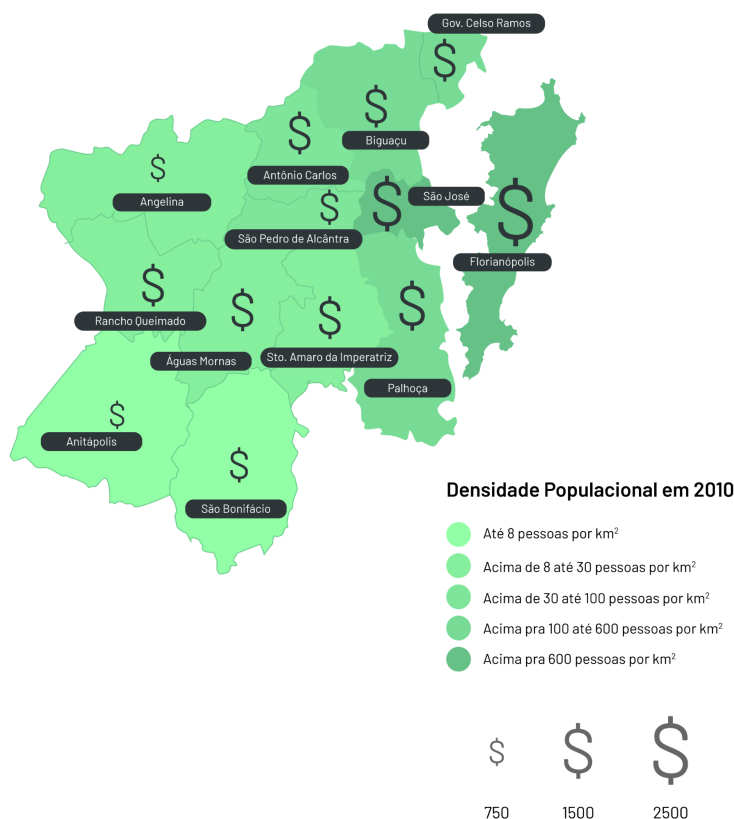 Gov. Celso Ramos
$
$
Biguaçu
$
Antônio Carlos
$
Angelina
$
São José
$
São Pedro de Alcântra
$
Florianópolis
$
Rancho Queimado
$
Águas Mornas
$
Sto. Amaro da Imperatriz
$
Palhoça
$
Anitápolis
$
São Bonifácio
Densidade Populacional em 2010
Até 8 pessoas por km²
Acima de 8 até 30 pessoas por km²
Acima de 30 até 100 pessoas por km²
Acima pra 100 até 600 pessoas por km²
Acima pra 600 pessoas por km²
$ $ $
750 1500 2500